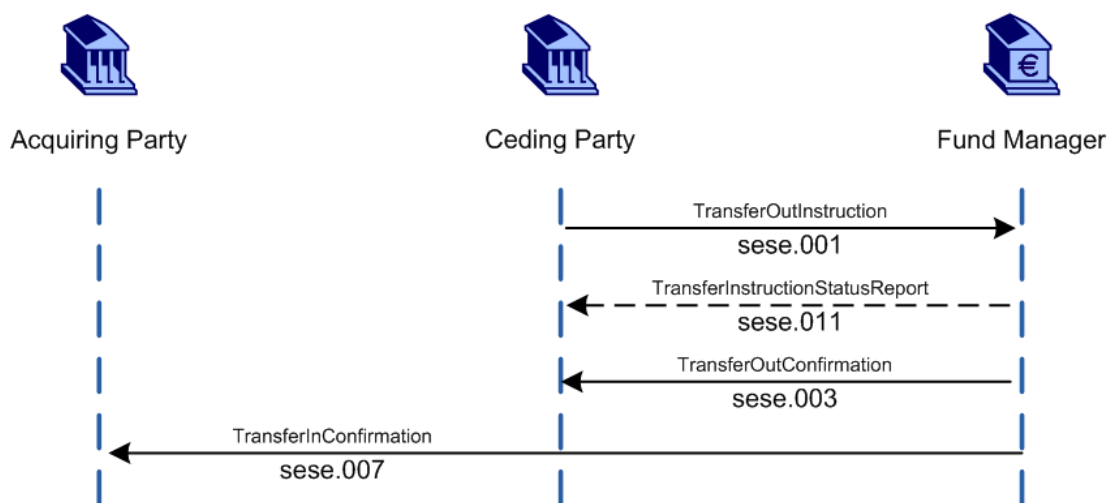 Acquiring Party
Ceding Party
Fund Manager
€
TransferOutInstruction
sese.001
TransferInstructionStatusReport
sese.011
TransferOutConfirmation
sese.003
TransferInConfirmation
sese.007